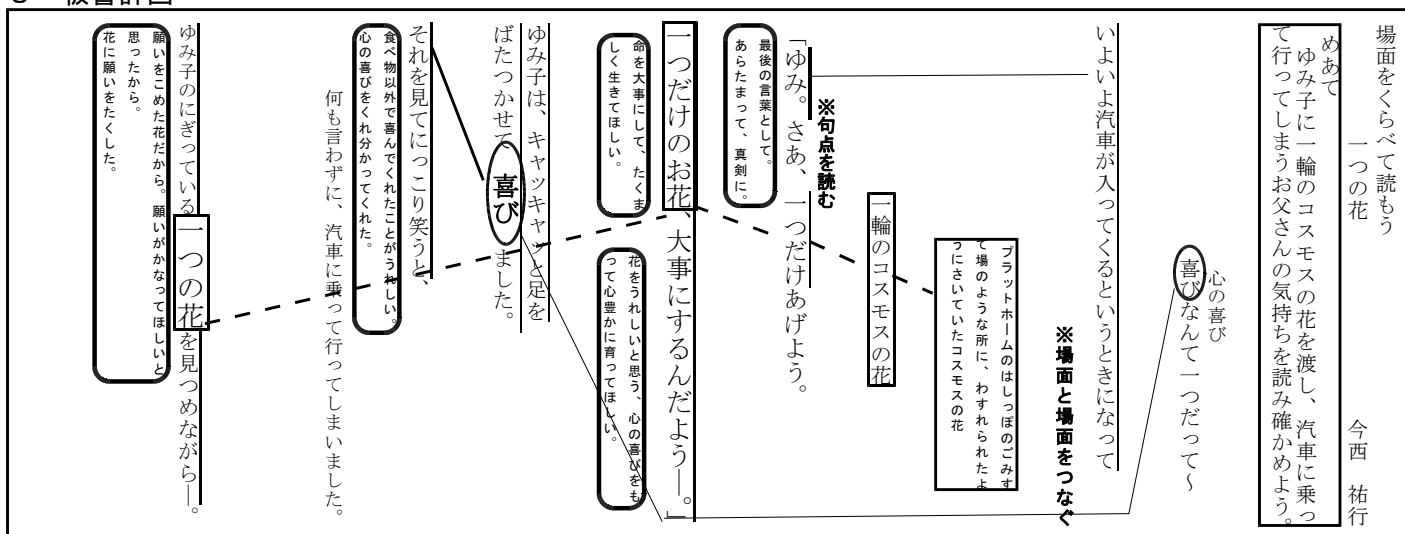 場面をくらべて読もう
一つの花
今西　祐行
めあて
ゆみ子に一輪のコスモスの花を渡し、汽車に乗っ
て行ってしまうお父さんの気持ちを読み確かめよう。
心の喜び
喜びなんて一つだって～
いよいよ汽車が入ってくるというときになって
※場面と場面をつなぐ
プラットホームのはしっぽのごみす
て場のような所に、わすれられたよ
うにさいていたコスモスの花
一輪のコスモスの花
※句点を読む
「ゆみ。さあ、一つだけあげよう。
最後の言葉として。
あらたまって、真剣に。
一つだけのお花、大事にするんだよう―。」
命を大事にして、たくま
しく生きてほしい。
花をうれしいと思う、心の喜びをも
って心豊かに育ってほしい。
ゆみ子は、キャッキャッと足を
ばたつかせて
喜び
ました。
それを見てにっこり笑うと、
食べ物以外で喜んでくれたことがうれしい。
心の喜びをくれ分かってくれた。
何も言わずに、汽車に乗って行ってしまいました。
ゆみ子のにぎっている一つの花を見つめながら―。
願いをこめた花だから。願いがかなってほしいと
思ったから。
花に願いをたくした。